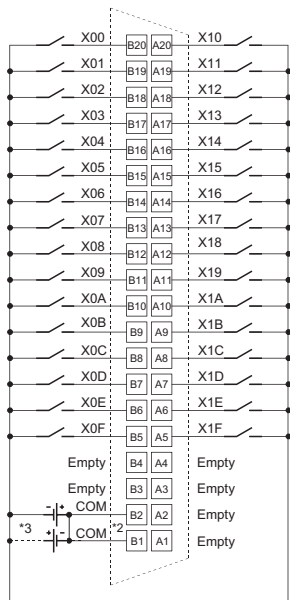 X00 B20 A20 X10
X01 B19 A19 X11
X02 B18 A18 X12
X03 B17 A17 X13
X04 B16 A16 X14
X05 B15 A15 X15
X06 B14 A14 X16
X07 B13 A13 X17
X08 B12 A12 X18
X09 B11 A11 X19
X0A B10 A10 X1A
X0B B9 A9 X1B
X0C B8 A8 X1C
X0D B7 A7 X1D
X0E B6 A6 X1E
X0F B5 A5 X1F
Empty B4 A4 Empty
Empty B3 A3 Empty
- + COM B2 A2 Empty
*3 *2
+ - COM B1 A1 Empty